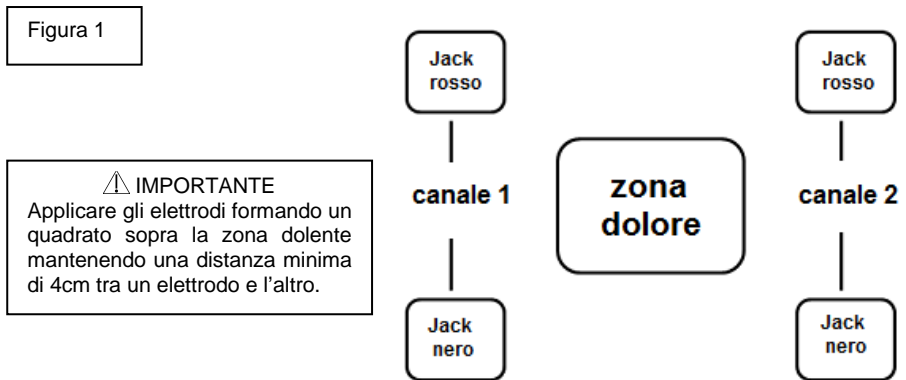 Figura 1
Jack
rosso
Jack
rosso
⚠ IMPORTANTE
Applicare gli elettrodi formando un
quadrato sopra la zona dolente
mantenendo una distanza minima
di 4cm tra un elettrodo e l'altro.
canale 1
zona
dolore
canale 2
Jack
nero
Jack
nero